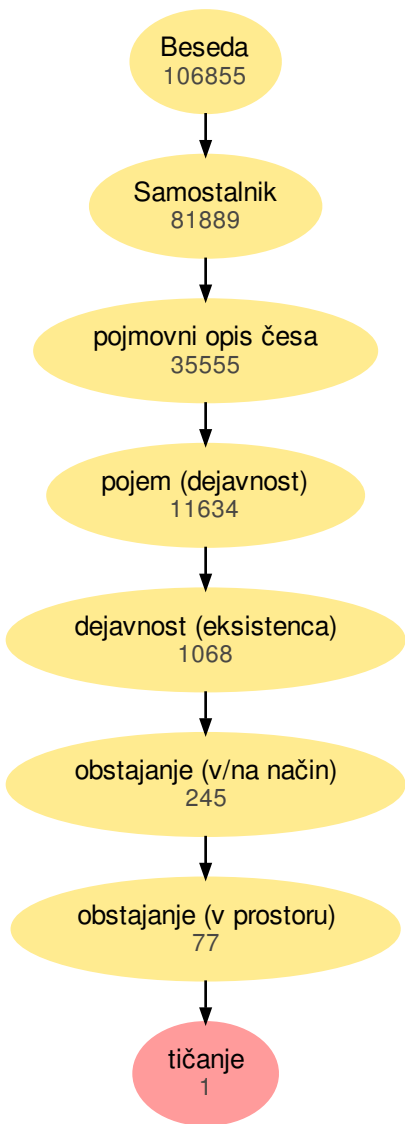 Beseda
106855
Samostalnik
81889
pojmovni opis česa
35555
pojem (dejavnost)
11634
dejavnost (eksistenca)
1068
obstajanje (v/na način)
245
obstajanje (v prostoru)
77
tičanje
1